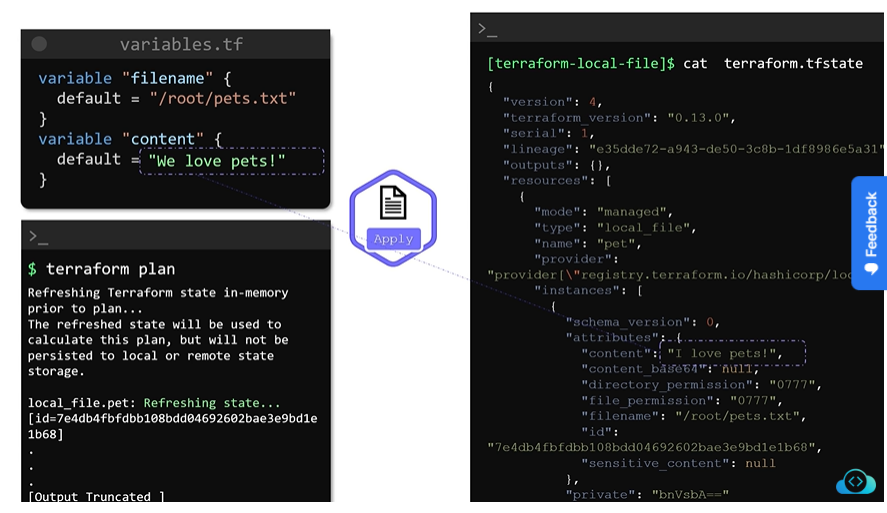 variables.tf
variable "filename" {
  default = "/root/pets.txt"
}
variable "content" {
  default = "We love pets!"
}
>_
$ terraform plan
Refreshing Terraform state in-memory
prior to plan...
The refreshed state will be used to
calculate this plan, but will not be
persisted to local or remote state
storage.
local_file.pet: Refreshing state...
[id=7e4db4fbfdbb108bdd04692602bae3e9bd1e
1b68]
.
.
.
[Output Truncated ]
Apply
>_
[terraform-local-file]$ cat  terraform.tfstate
{
  "version": 4,
  "terraform_version": "0.13.0",
  "serial": 1,
  "lineage": "e35dde72-a943-de50-3c8b-1df8986e5a31"
  "outputs": {},
  "resources": [
    {
      "mode": "managed",
      "type": "local_file",
      "name": "pet",
      "provider":
"provider[\"registry.terraform.io/hashicorp/loc
      "instances": [
        {
          "schema_version": 0,
          "attributes": {
            "content": "I love pets!",
            "content_base64": null,
            "directory_permission": "0777",
            "file_permission": "0777",
            "filename": "/root/pets.txt",
            "id":
"7e4db4fbfdbb108bdd04692602bae3e9bd1e1b68",
            "sensitive_content": null
          },
          "private": "bnVsbA=="
Feedback